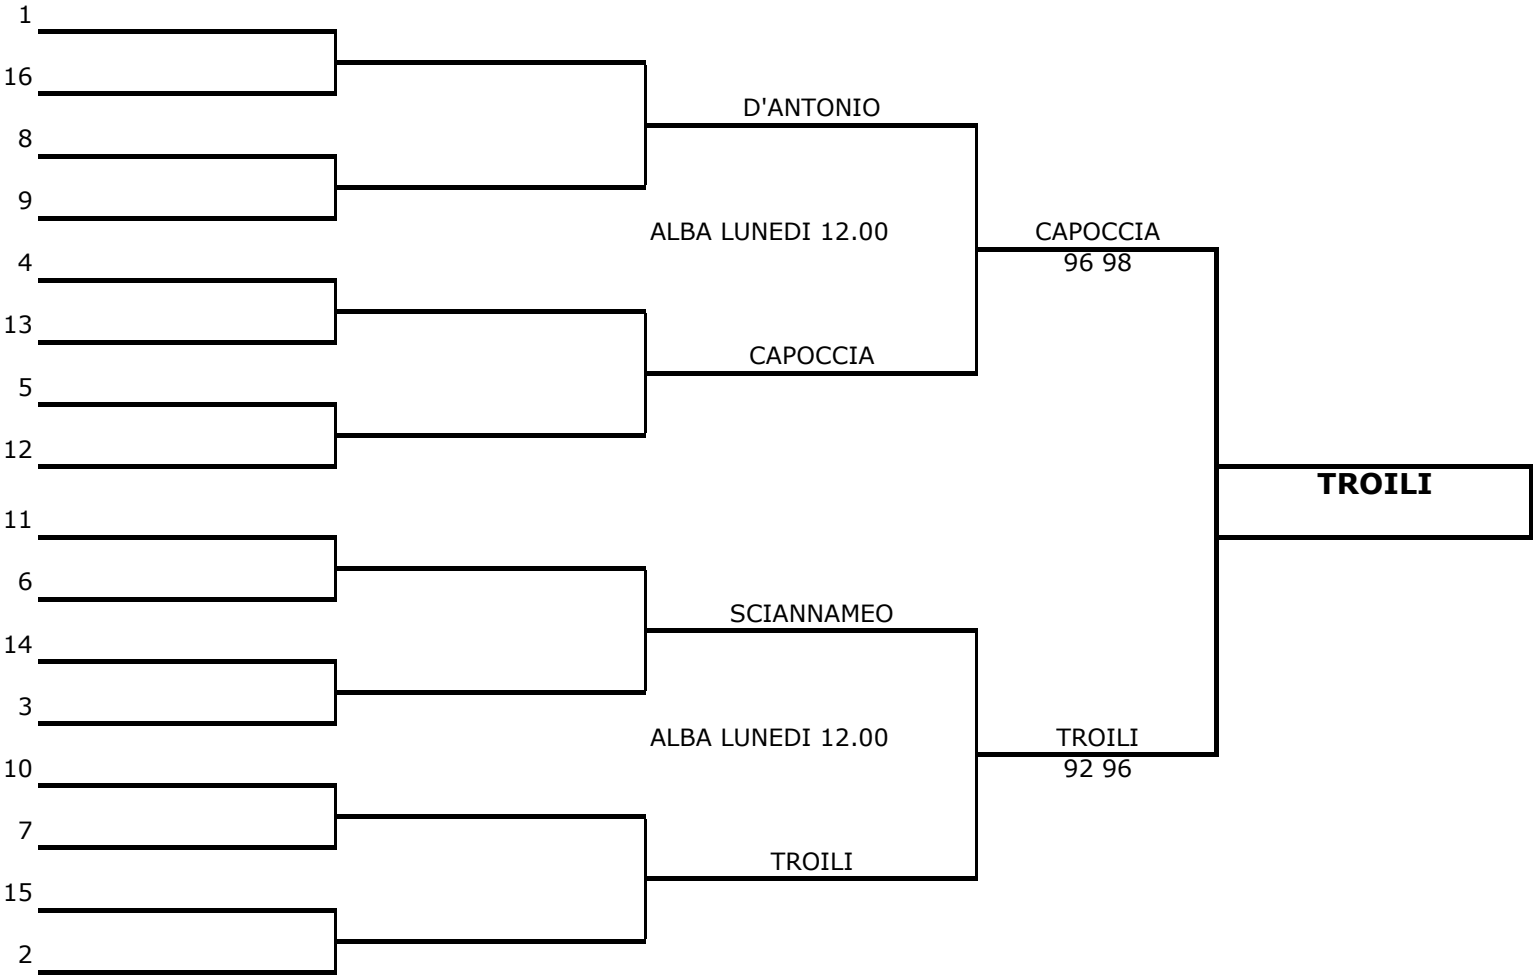 1
16
D'ANTONIO
8
9
ALBA LUNEDI 12.00
CAPOCCIA
96 98
4
13
CAPOCCIA
5
12
TROILI
11
6
SCIANNAMEO
14
3
ALBA LUNEDI 12.00
TROILI
92 96
10
7
TROILI
15
2